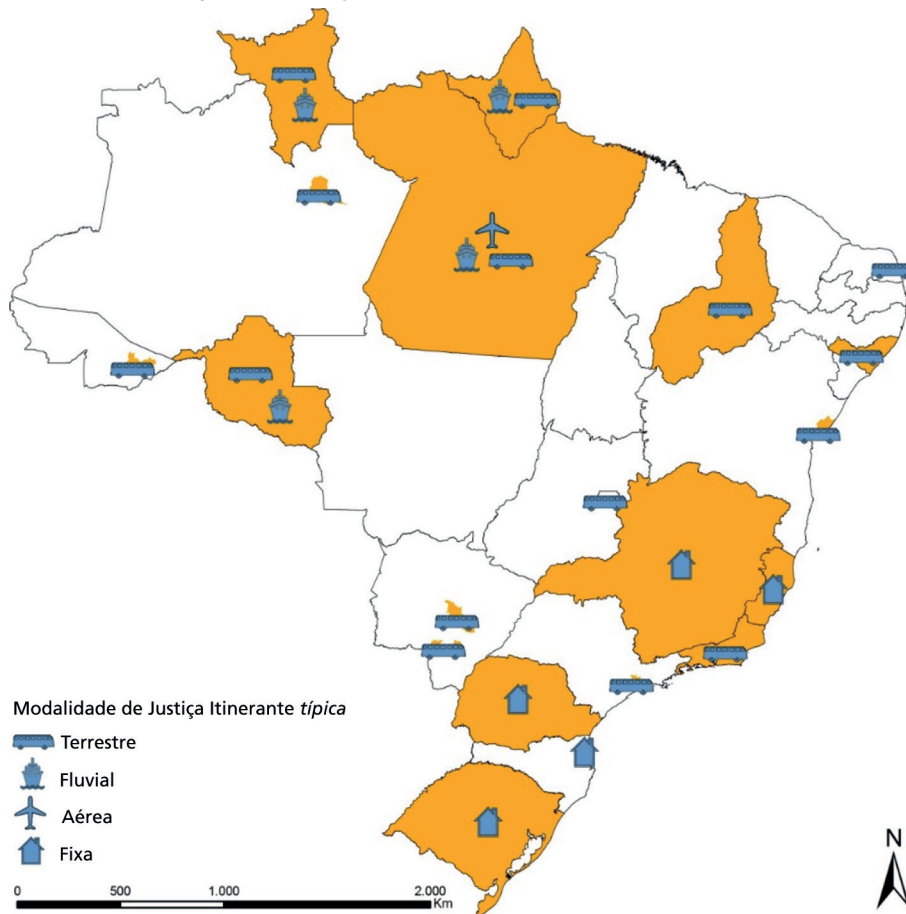 Modalidade de Justiça Itinerante típica
Terrestre
Fluvial
Aérea
Fixa
0 500 1.000 2.000
Km
N